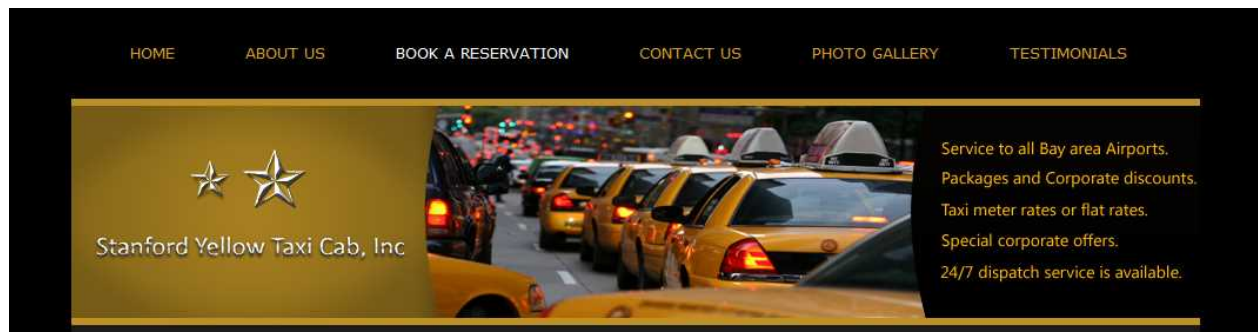 HOME
ABOUT US
BOOK A RESERVATION
CONTACT US
PHOTO GALLERY
TESTIMONIALS
Stanford Yellow Taxi Cab, Inc
Service to all Bay area Airports.
Packages and Corporate discounts.
Taxi meter rates or flat rates.
Special corporate offers.
24/7 dispatch service is available.